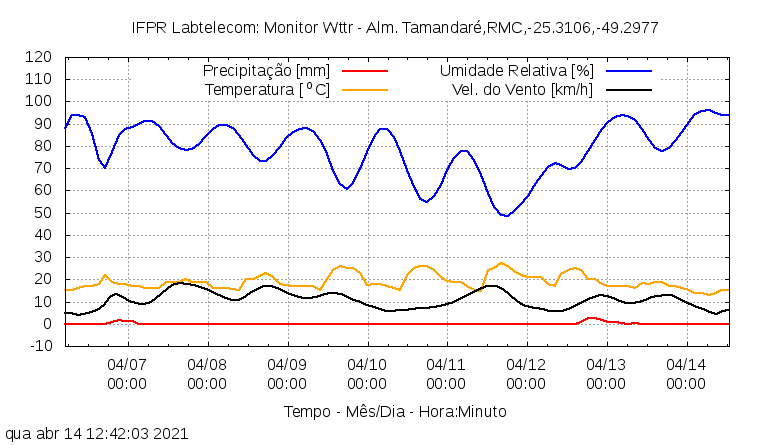 IFPR Labtelecom: Monitor Wttr - Alm. Tamandaré,RMC,-25.3106,-49.2977
120
110
100
90
80
70
60
50
40
30
20
10
0
-10
Precipitação [mm]
Temperatura [⁰C]
Umidade Relativa [%]
Vel. do Vento [km/h]
04/07 04/08 04/09 04/10 04/11 04/12 04/13 04/14
00:00 00:00 00:00 00:00 00:00 00:00 00:00 00:00
Tempo - Mês/Dia - Hora:Minuto
qua abr 14 12:42:03 2021